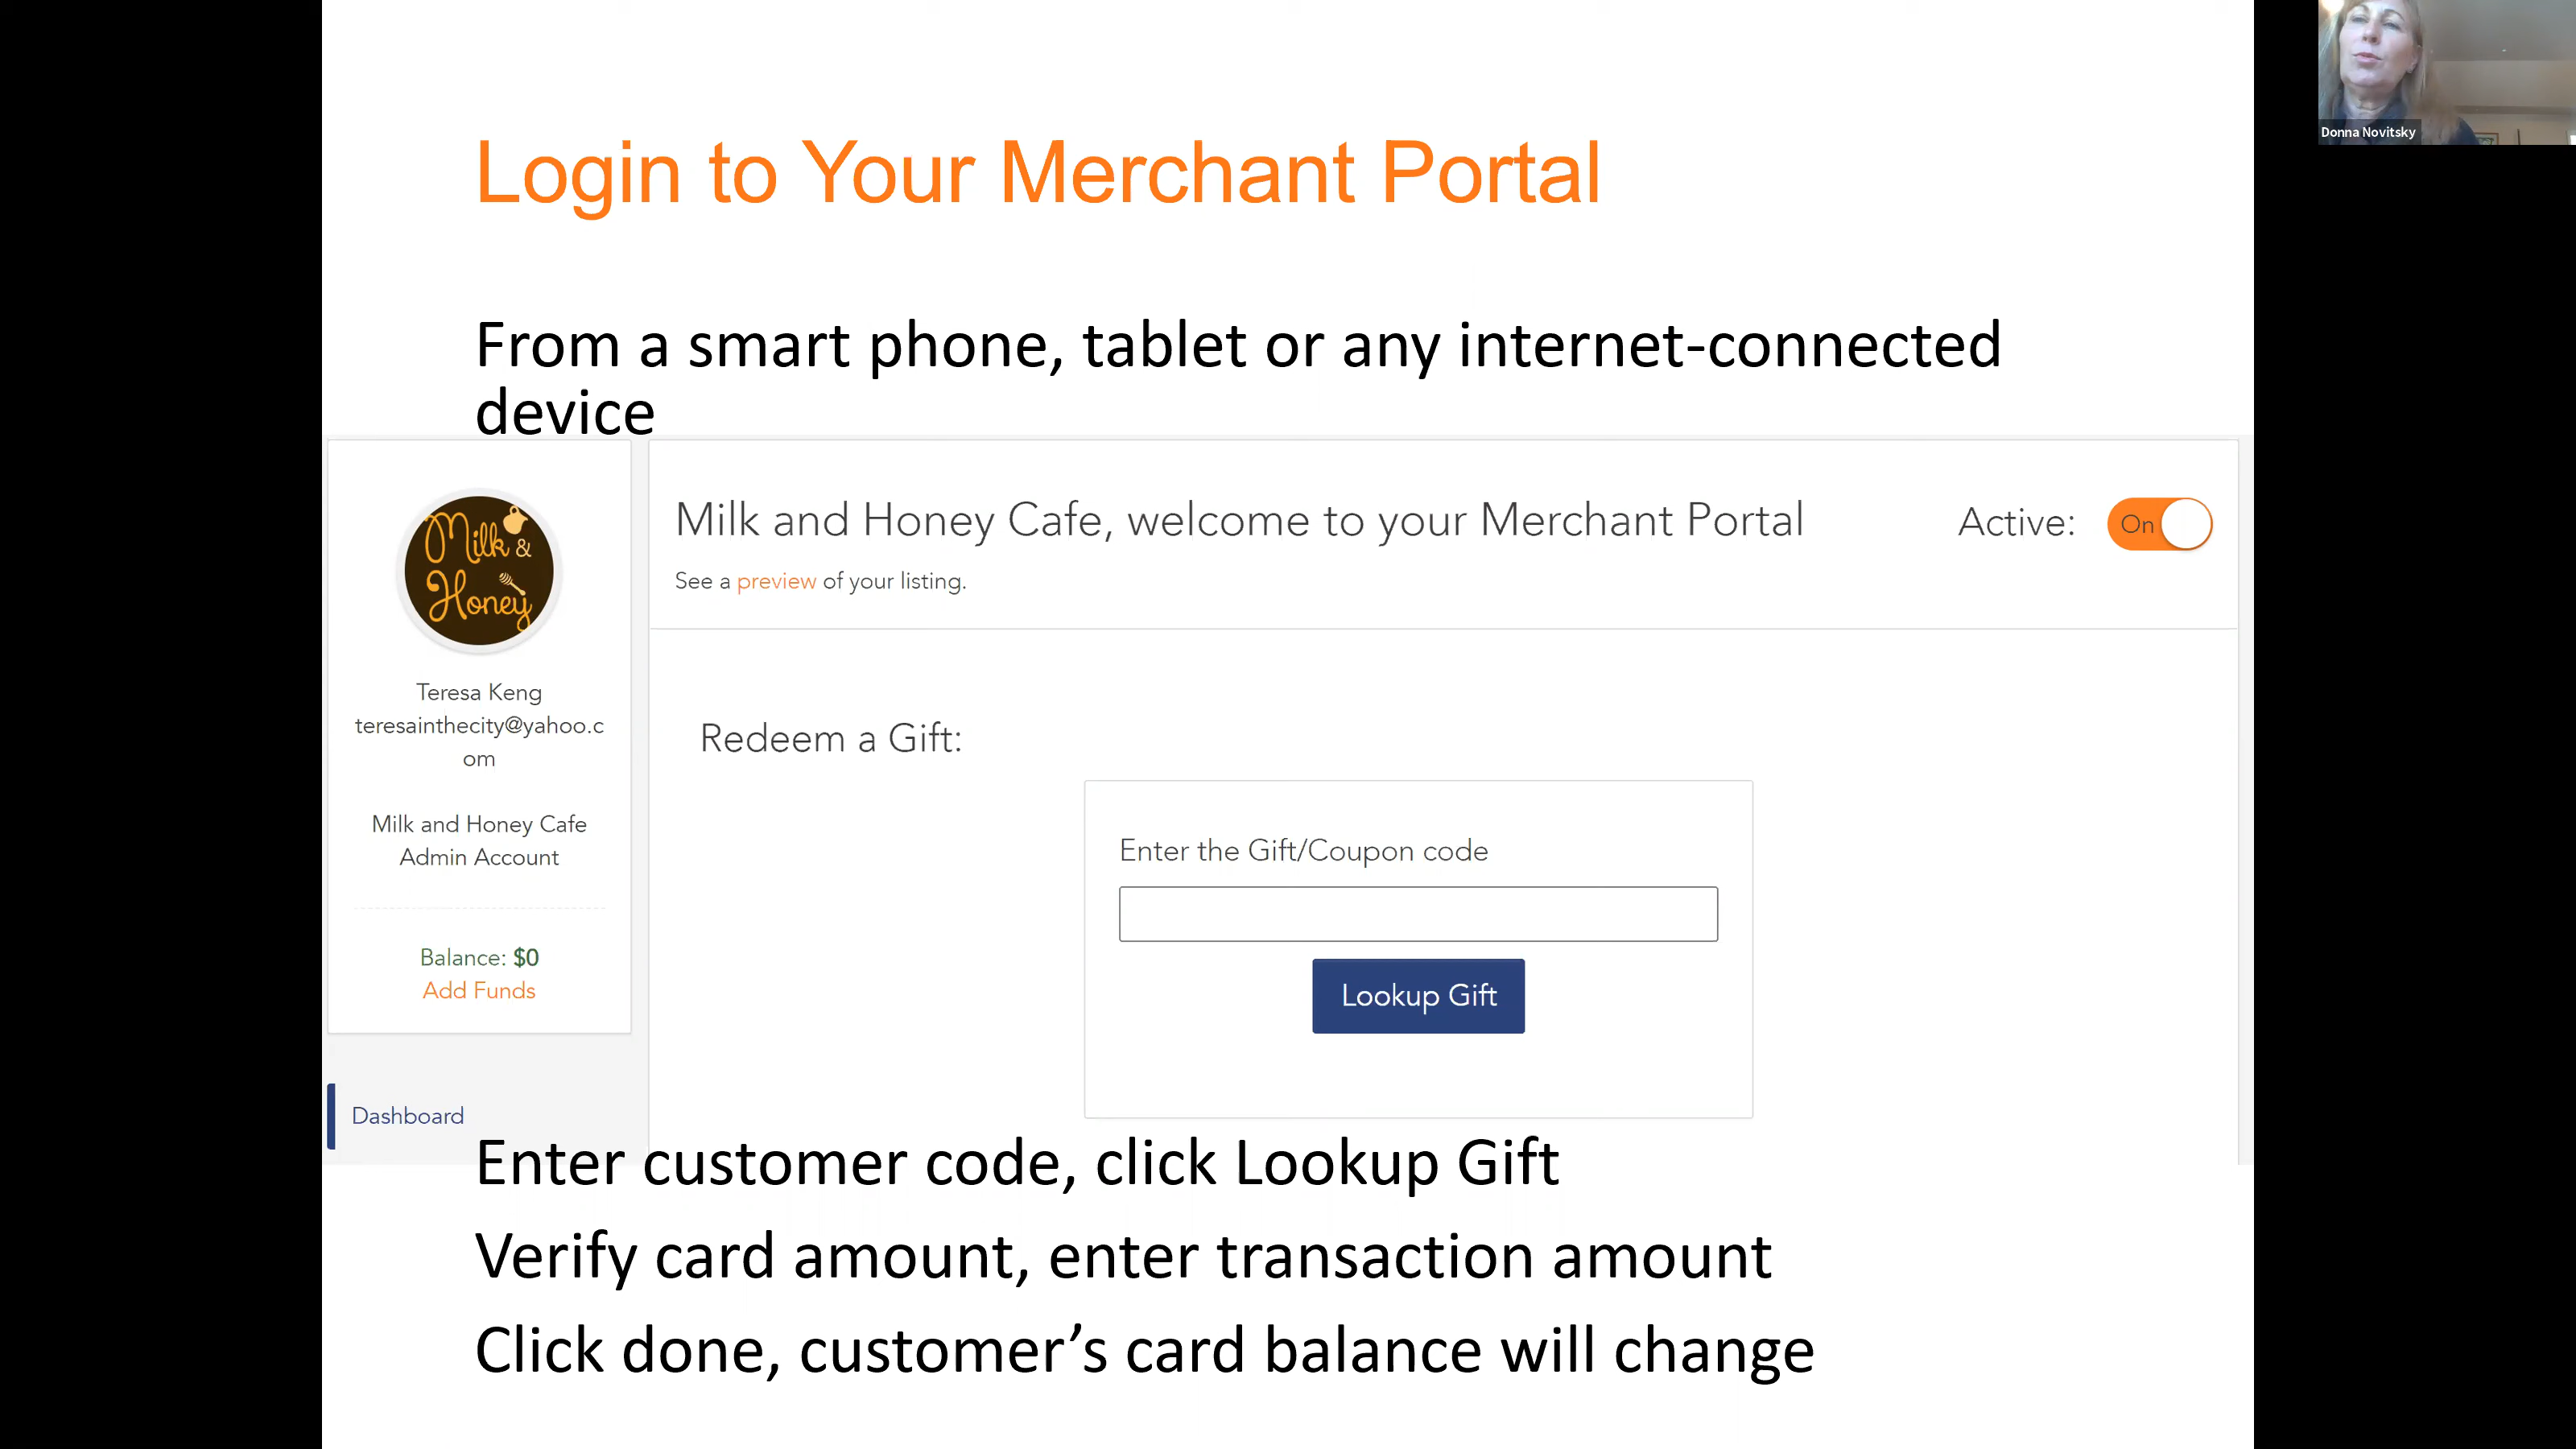 Donna Novitsky
Login to Your Merchant Portal
From a smart phone, tablet or any internet-connected
device
Milk &
Honey
Teresa Keng
teresainthecity@yahoo.c
om
Milk and Honey Cafe
Admin Account
Balance: $0
Add Funds
Dashboard
Milk and Honey Cafe, welcome to your Merchant Portal
Active: On
See a preview of your listing.
Redeem a Gift:
Enter the Gift/Coupon code
Lookup Gift
Enter customer code, click Lookup Gift
Verify card amount, enter transaction amount
Click done, customer’s card balance will change